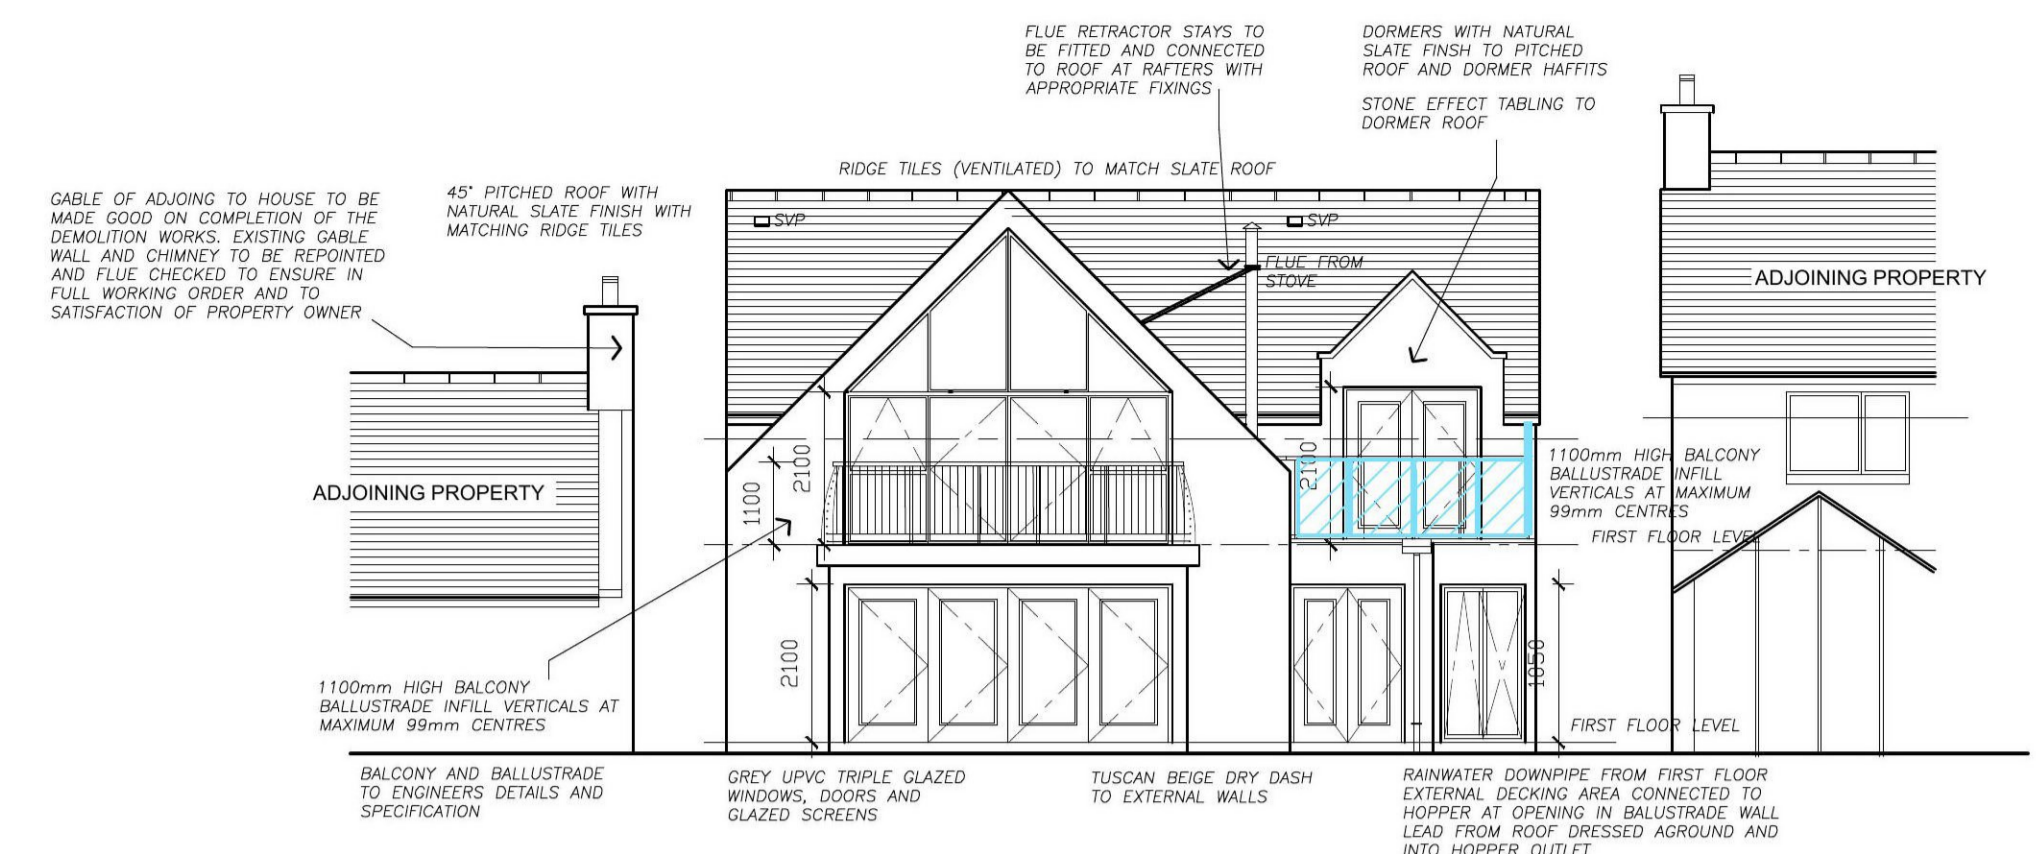 FLUE RETRACTOR STAYS TO
BE FITTED AND CONNECTED
TO ROOF AT RAFTERS WITH
APPROPRIATE FIXINGS
DORMERS WITH NATURAL
SLATE FINSH TO PITCHED
ROOF AND DORMER HAFFITS
STONE EFFECT TABLING TO
DORMER ROOF
RIDGE TILES (VENTILATED) TO MATCH SLATE ROOF
GABLE OF ADJOING TO HOUSE TO BE
MADE GOOD ON COMPLETION OF THE
DEMOLITION WORKS. EXISTING GABLE
WALL AND CHIMNEY TO BE REPOINTED
AND FLUE CHECKED TO ENSURE IN
FULL WORKING ORDER AND TO
SATISFACTION OF PROPERTY OWNER
45° PITCHED ROOF WITH
NATURAL SLATE FINISH WITH
MATCHING RIDGE TILES
SVP
SVP
FLUE FROM
STOVE
ADJOINING PROPERTY
ADJOINING PROPERTY
2100
1100
2100
1100mm HIGH BALCONY
BALLUSTRADE INFILL
VERTICALS AT MAXIMUM
99mm CENTRES
FIRST FLOOR LEVEL
2100
1050
1100mm HIGH BALCONY
BALLUSTRADE INFILL VERTICALS AT
MAXIMUM 99mm CENTRES
FIRST FLOOR LEVEL
BALCONY AND BALLUSTRADE
TO ENGINEERS DETAILS AND
SPECIFICATION
GREY UPVC TRIPLE GLAZED
WINDOWS, DOORS AND
GLAZED SCREENS
TUSCAN BEIGE DRY DASH
TO EXTERNAL WALLS
RAINWATER DOWNPIPE FROM FIRST FLOOR
EXTERNAL DECKING AREA CONNECTED TO
HOPPER AT OPENING IN BALUSTRADE WALL
LEAD FROM ROOF DRESSED AGROUND AND
INTO HOPPER OUTLET